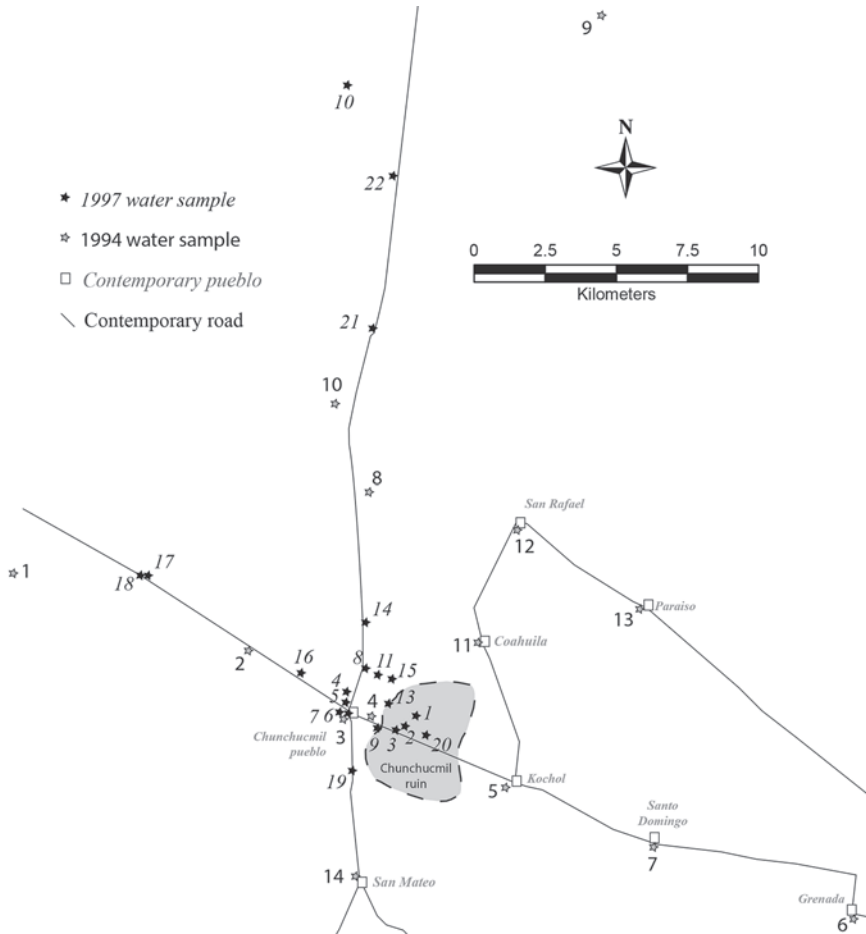 9
10
N
22
1997 water sample
1994 water sample
Contemporary pueblo
Contemporary road
0 2.5 5 7.5 10
Kilometers
21
10
8
San Rafael
12
1
18 17
14
13 Paraiso
11 Coahuila
2
16
8 11 15
4
5
13
4
1
7 6
3
Chunchucmil
pueblo
9 3 2 20
Chunchucmil
ruin
19
Kochol
5
Santo
Domingo
7
14
San Mateo
Grenada
6